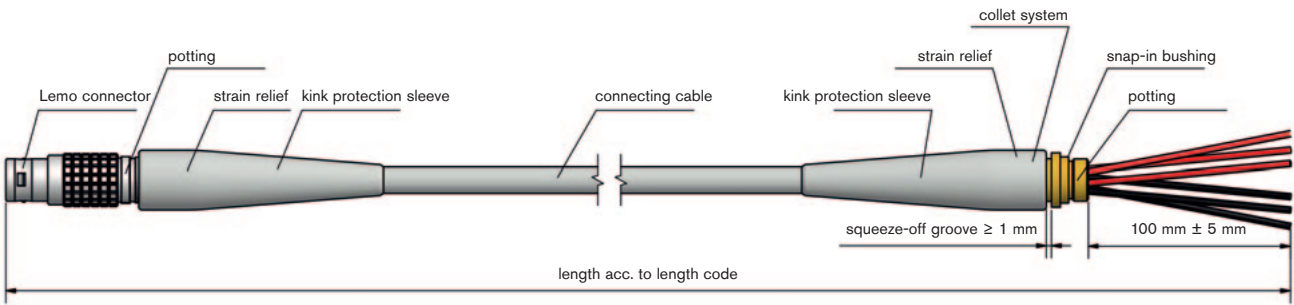 collet system
potting
strain relief
snap-in bushing
Lemo connector
strain relief
kink protection sleeve
connecting cable
kink protection sleeve
potting
squeeze-off groove ≥ 1 mm
100 mm ± 5 mm
length acc. to length code